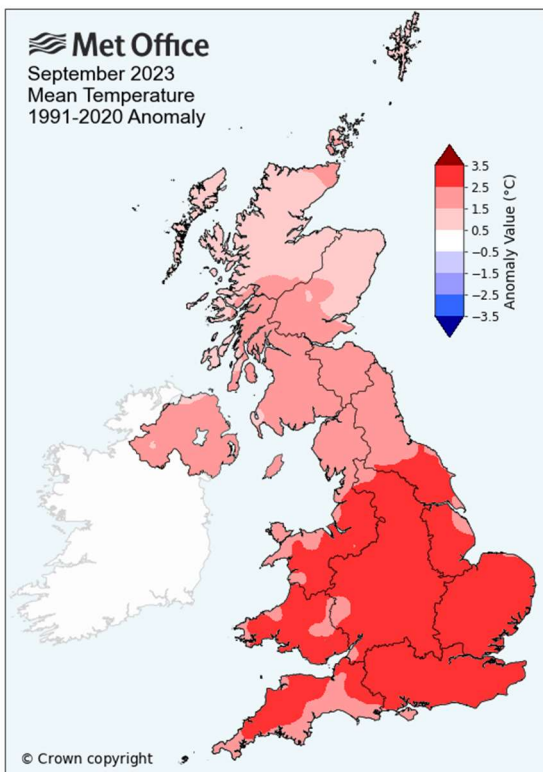 Met Office
September 2023
Mean Temperature
1991-2020 Anomaly
3.5
2.5
1.5
0.5
−0.5
−1.5
−2.5
−3.5
Anomaly Value (°C)
© Crown copyright